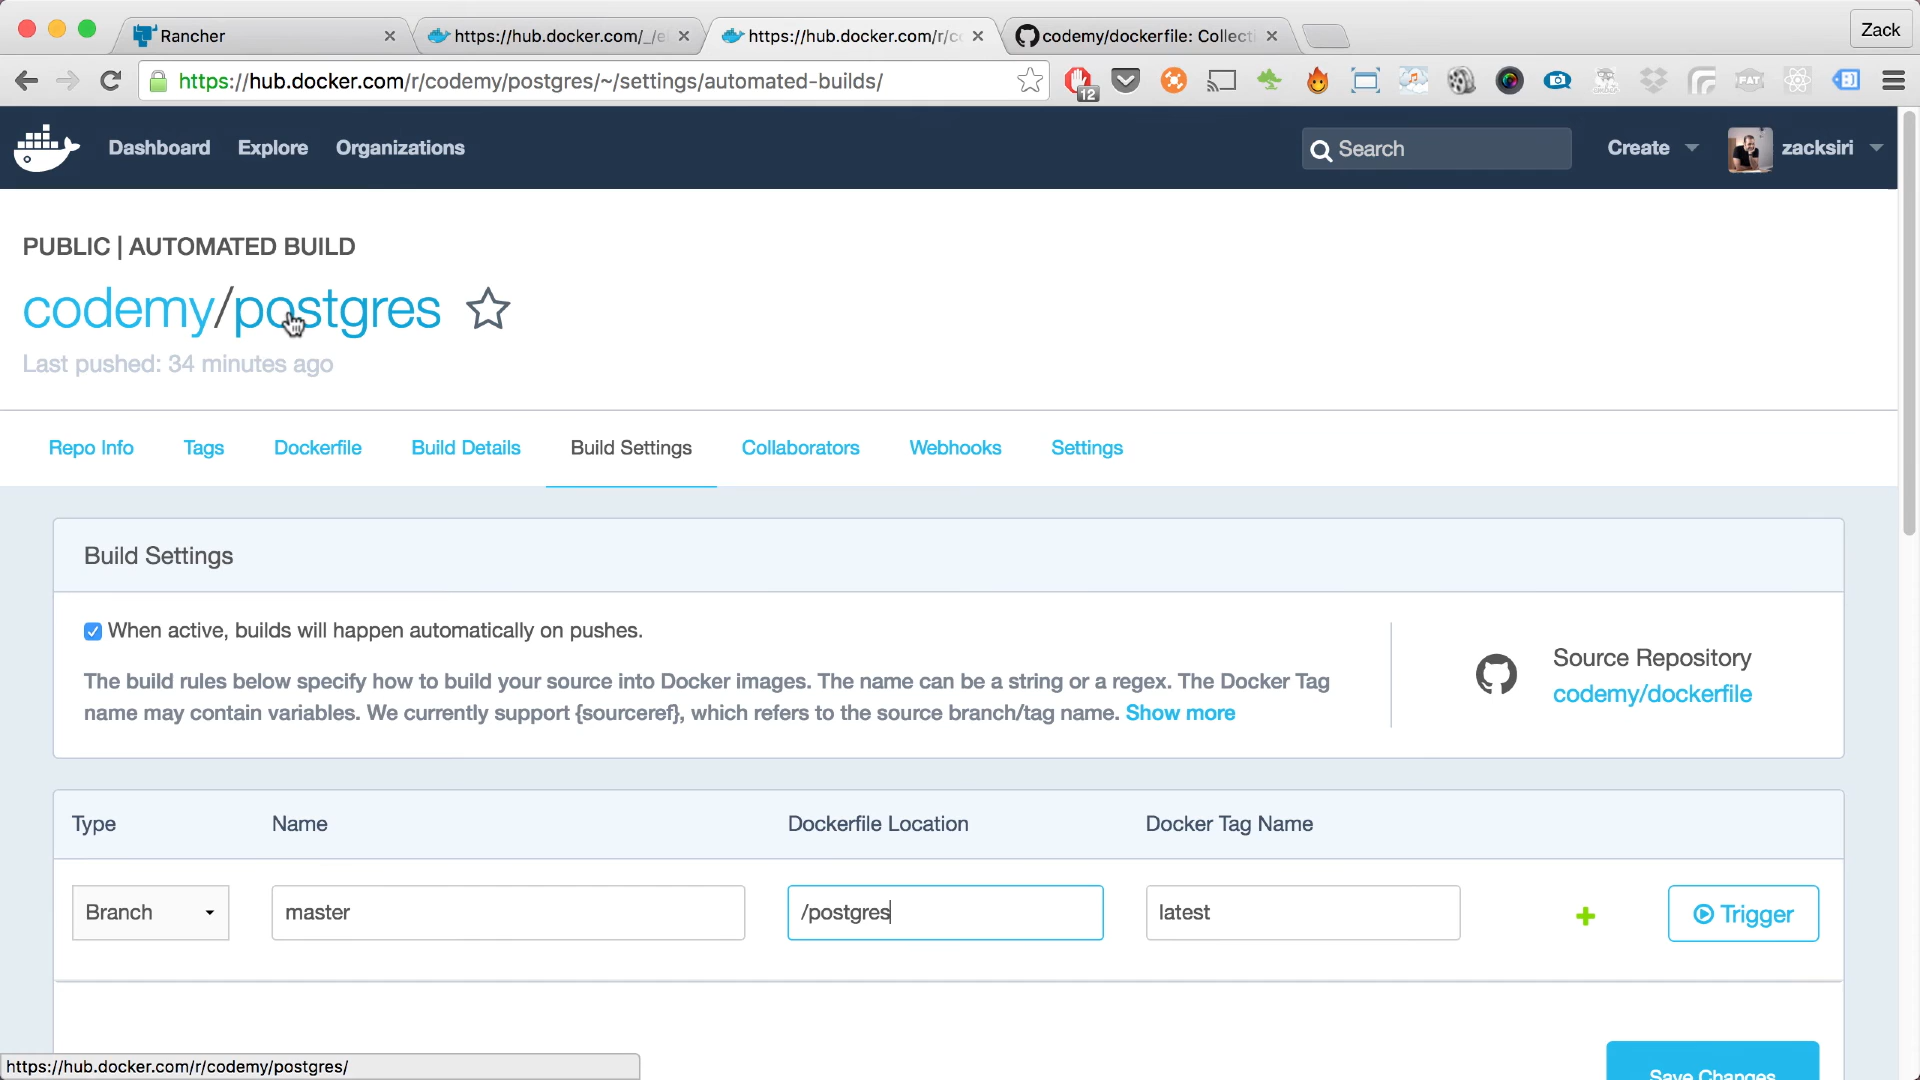 Rancher
https://hub.docker.com/_/el
https://hub.docker.com/r/co
codemy/dockerfile: Collecti
Zack
https://hub.docker.com/r/codemy/postgres/~/settings/automated-builds/
12
FAT
Dashboard
Explore
Organizations
Search
Create
zacksiri
PUBLIC | AUTOMATED BUILD
codemy/postgres
Last pushed: 34 minutes ago
Repo Info
Tags
Dockerfile
Build Details
Build Settings
Collaborators
Webhooks
Settings
Build Settings
When active, builds will happen automatically on pushes.
The build rules below specify how to build your source into Docker images. The name can be a string or a regex. The Docker Tag
name may contain variables. We currently support {sourceref}, which refers to the source branch/tag name. Show more
Source Repository
codemy/dockerfile
Type
Name
Dockerfile Location
Docker Tag Name
Branch
master
/postgres
latest
Trigger
Save Changes
https://hub.docker.com/r/codemy/postgres/